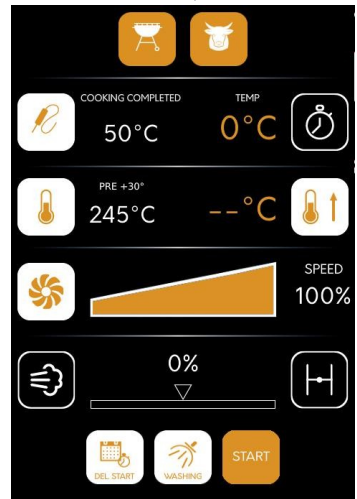 COOKING COMPLETED TEMP
50°C 0°C
PRE +30°
245°C --°C
SPEED
100%
0%
DEL. START WASHING START